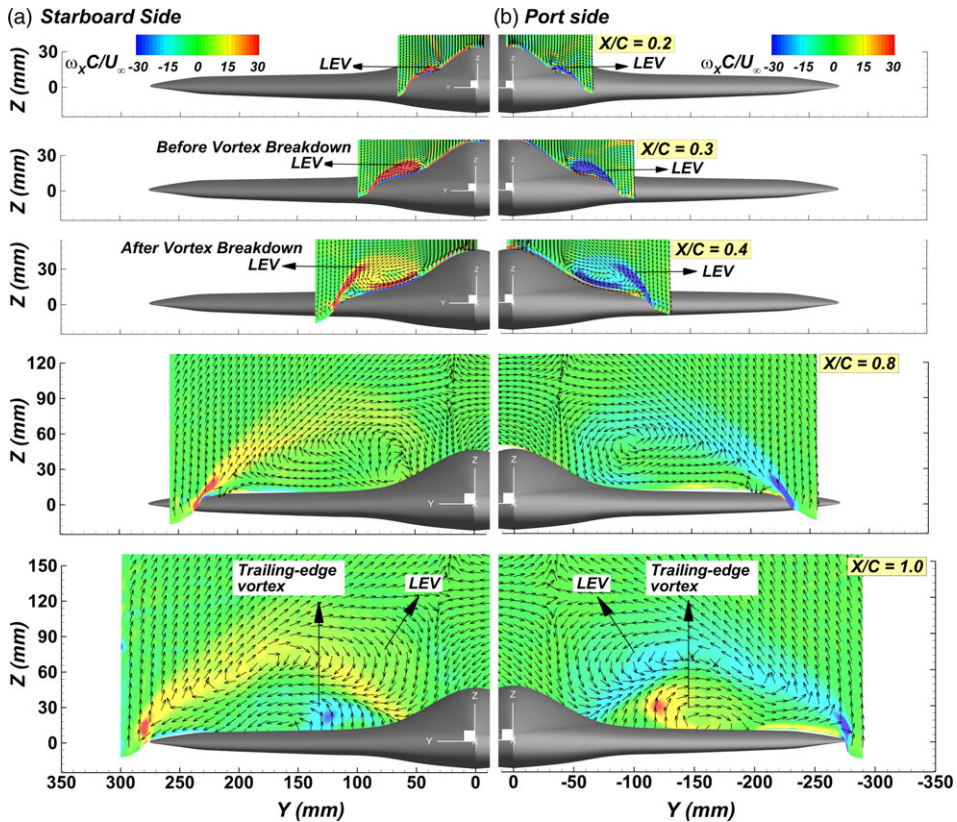 (a) Starboard Side
(b) Port side
ωxC/U∞
-30 -15 0 15 30
X/C = 0.2
ωxC/U∞
-30 -15 0 15 30
Z (mm)
30
0
LEV
LEV
Z
Y
Z
Before Vortex Breakdown
X/C = 0.3
Z (mm)
30
0
LEV
LEV
Z
Y
Z
After Vortex Breakdown
X/C = 0.4
Z (mm)
60
30
0
LEV
LEV
Z
Y
Z
X/C = 0.8
Z (mm)
120
90
60
30
0
Z
Y
Z
X/C = 1.0
Z (mm)
150
120
90
60
30
0
Trailing-edge
vortex
LEV
LEV
Trailing-edge
vortex
Z
Y
Z
350 300 250 200 150 100 50 0
0 -50 -100 -150 -200 -250 -300 -350
Y (mm)
Y (mm)